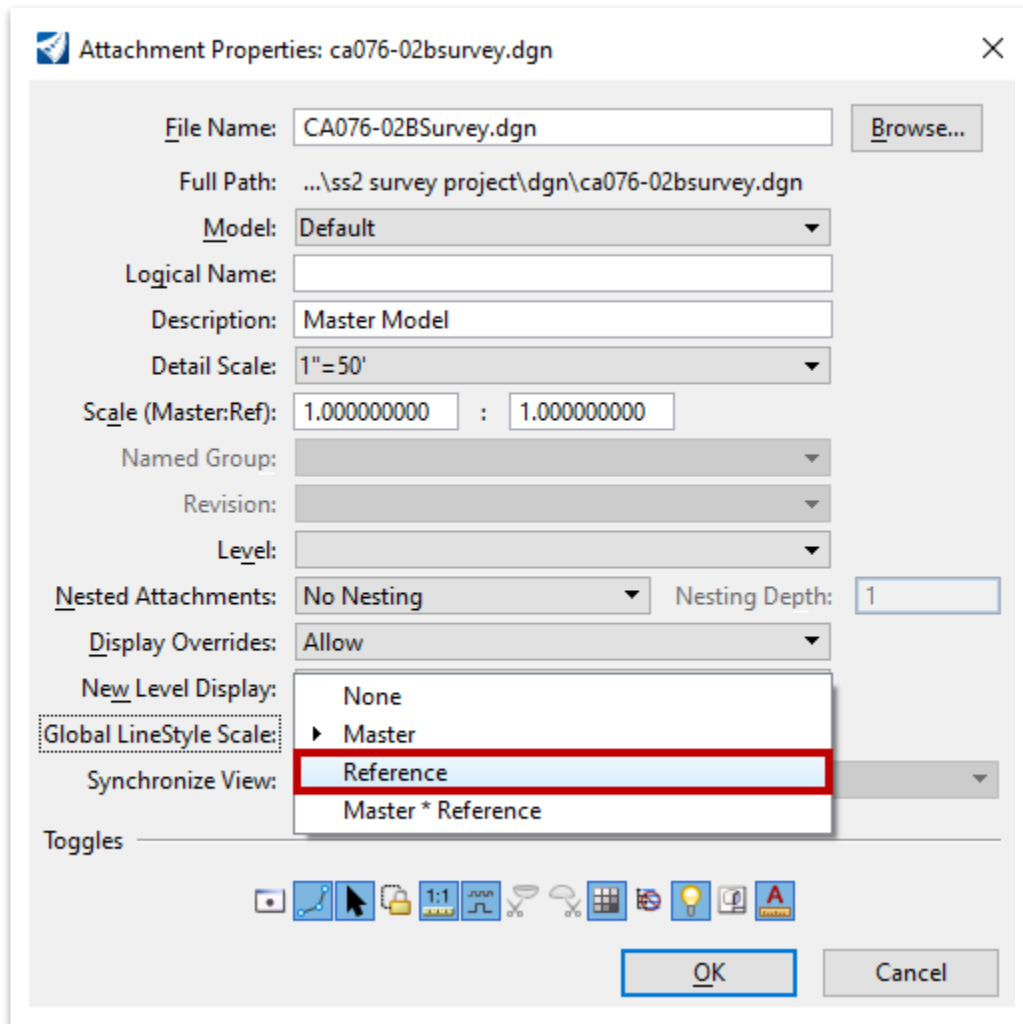 Attachment Properties: ca076-02bsurvey.dgn
File Name: CA076-02BSurvey.dgn Browse...
Full Path: ...\ss2 survey project\dgn\ca076-02bsurvey.dgn
Model: Default
Logical Name:
Description: Master Model
Detail Scale: 1"=50'
Scale (Master:Ref): 1.000000000 : 1.000000000
Named Group:
Revision:
Level:
Nested Attachments: No Nesting Nesting Depth: 1
Display Overrides: Allow
New Level Display:
None
Global LineStyle Scale:
Master
Reference
Synchronize View:
Master * Reference
Toggles
1:1 A
OK Cancel